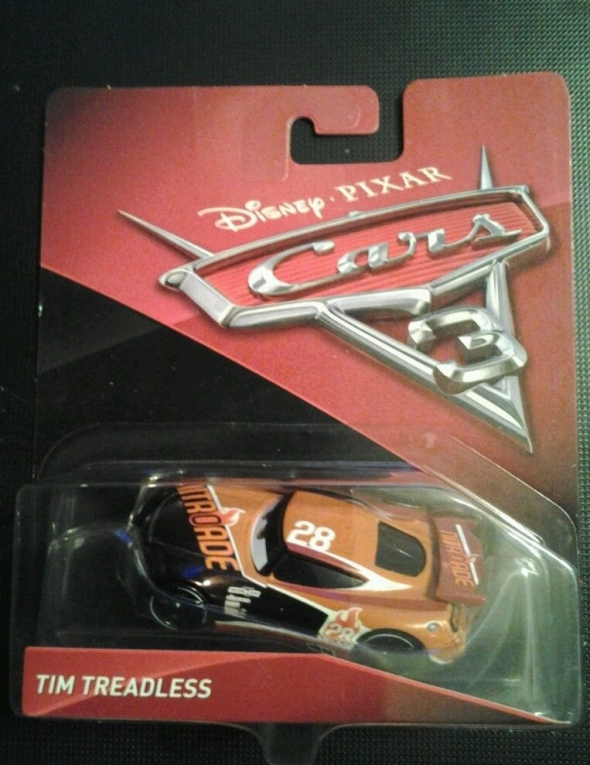 Disney · PIXAR
Cars
3
NITROADE
28
NITROADE
28
TIM TREADLESS